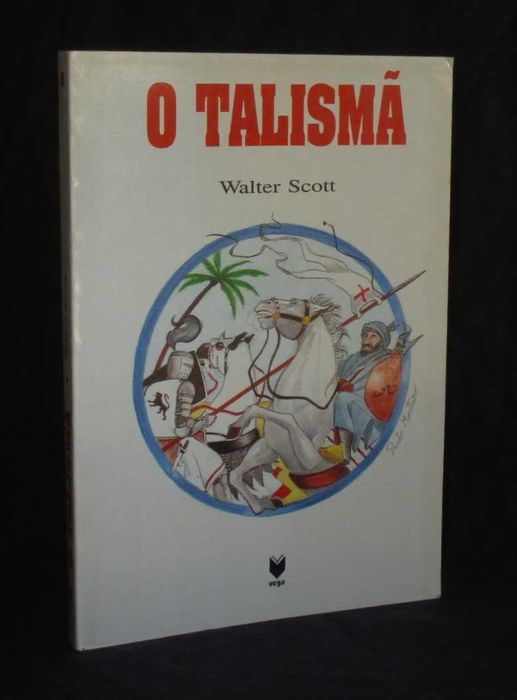 O TALISMÃ
Walter Scott
vega